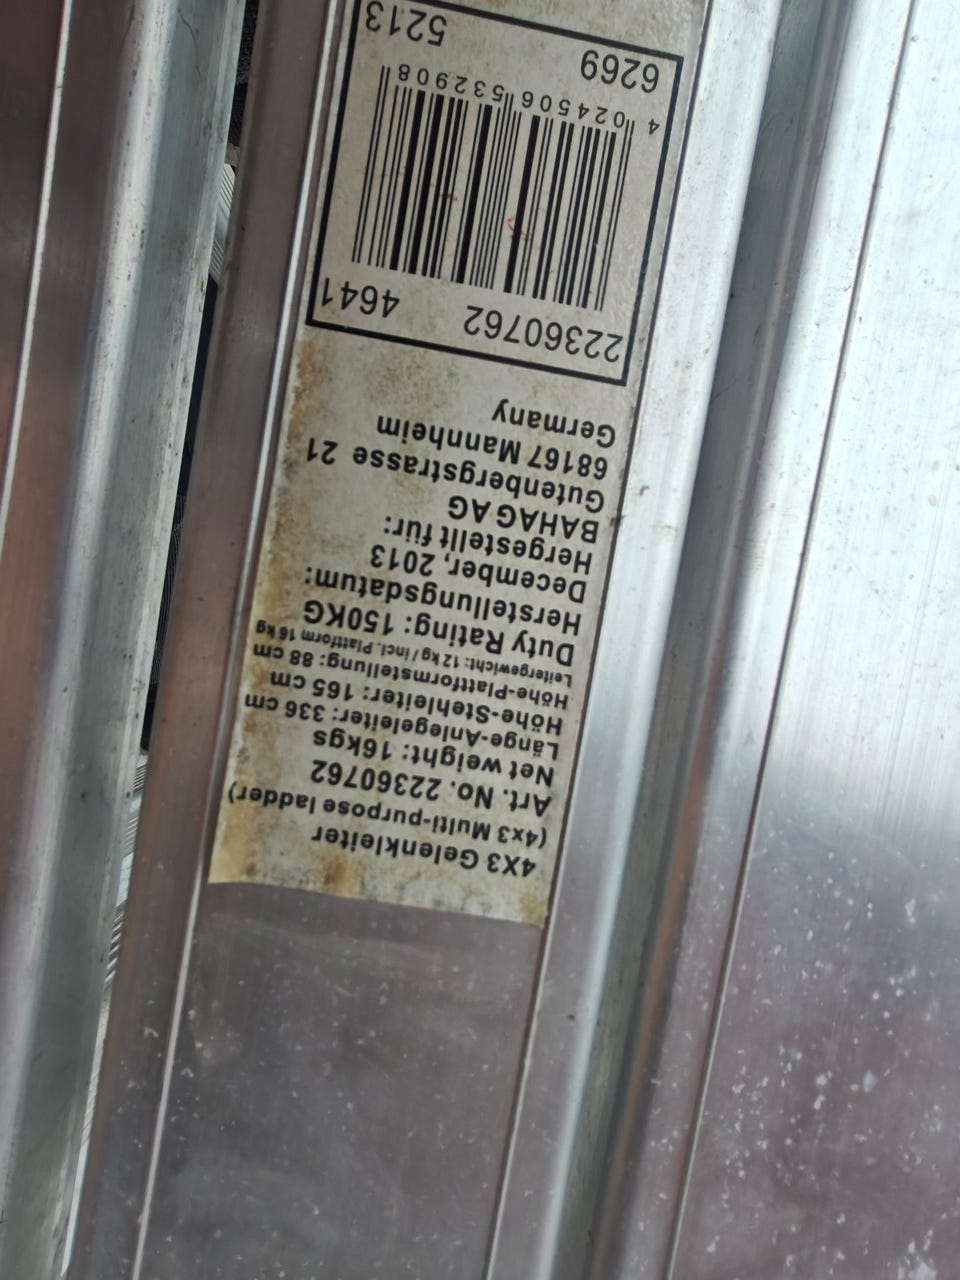 4X3 Gelenkleiter
(4x3 Multi-purpose ladder)
Art. No. 22360762
Net weight: 16kgs
Länge-Anlegeleiter: 336 cm
Höhe-Stehleiter: 165 cm
Höhe-Plattformstellung: 88 cm
Leitergewicht: 12 kg / incl. Plattform 16 kg
Duty Rating: 150KG
Herstellungsdatum:
December, 2013
Hergestellt für:
BAHAG AG
Gutenbergstrasse 21
68167 Mannheim
Germany
22360762 4641
4 024506 532908
6269 5213